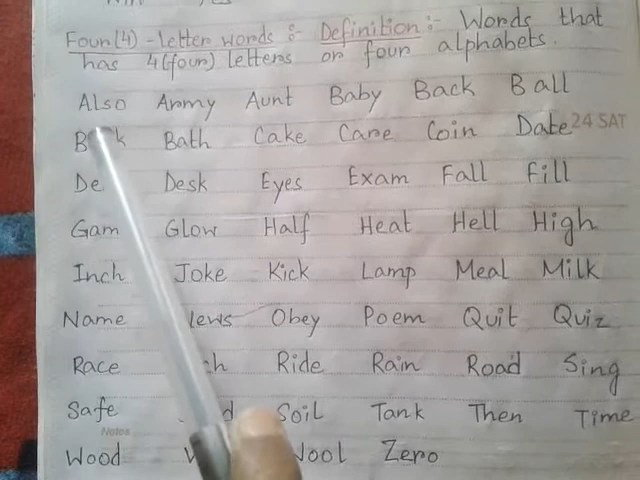 Four(4)-letter words :- Definition :- Words that
has 4(four) letters or four alphabets.
Also Army Aunt Baby Back Ball
Bath Cake Care Coin Date 24 SAT
Desk Eyes Exam Fall Fill
Glow Half Heat Hell High
Inch Joke Kick Lamp Meal Milk
Name News Obey Poem Quit Quiz
Race Ride Rain Road Sing
Safe Soil Tank Then Time
Notes
Wood Wool Zero